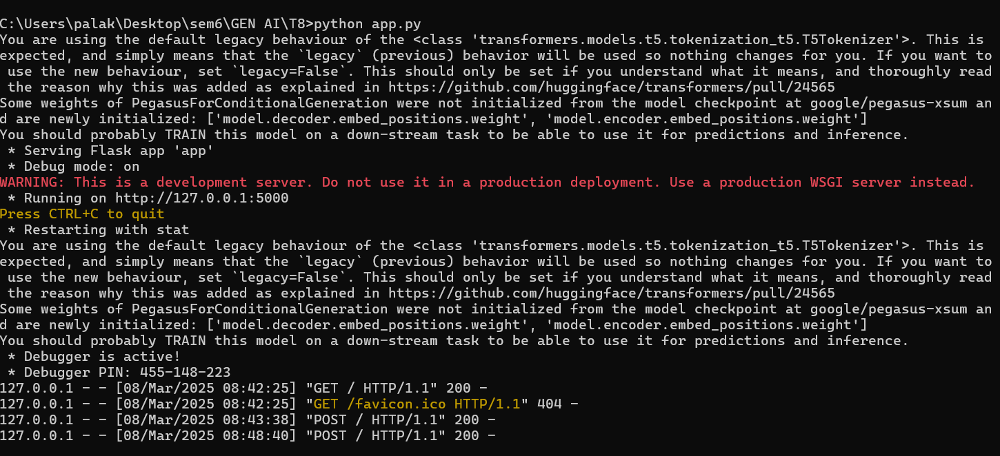 C:\Users\palak\Desktop\sem6\GEN AI\T8>python app.py
You are using the default legacy behaviour of the <class 'transformers.models.t5.tokenization_t5.T5Tokenizer'>. This is
expected, and simply means that the `legacy` (previous) behavior will be used so nothing changes for you. If you want to
 use the new behaviour, set `legacy=False`. This should only be set if you understand what it means, and thoroughly read
 the reason why this was added as explained in https://github.com/huggingface/transformers/pull/24565
Some weights of PegasusForConditionalGeneration were not initialized from the model checkpoint at google/pegasus-xsum an
d are newly initialized: ['model.decoder.embed_positions.weight', 'model.encoder.embed_positions.weight']
You should probably TRAIN this model on a down-stream task to be able to use it for predictions and inference.
 * Serving Flask app 'app'
 * Debug mode: on
WARNING: This is a development server. Do not use it in a production deployment. Use a production WSGI server instead.
 * Running on http://127.0.0.1:5000
Press CTRL+C to quit
 * Restarting with stat
You are using the default legacy behaviour of the <class 'transformers.models.t5.tokenization_t5.T5Tokenizer'>. This is
expected, and simply means that the `legacy` (previous) behavior will be used so nothing changes for you. If you want to
 use the new behaviour, set `legacy=False`. This should only be set if you understand what it means, and thoroughly read
 the reason why this was added as explained in https://github.com/huggingface/transformers/pull/24565
Some weights of PegasusForConditionalGeneration were not initialized from the model checkpoint at google/pegasus-xsum an
d are newly initialized: ['model.decoder.embed_positions.weight', 'model.encoder.embed_positions.weight']
You should probably TRAIN this model on a down-stream task to be able to use it for predictions and inference.
 * Debugger is active!
 * Debugger PIN: 455-148-223
127.0.0.1 - - [08/Mar/2025 08:42:25] "GET / HTTP/1.1" 200 -
127.0.0.1 - - [08/Mar/2025 08:42:25] "GET /favicon.ico HTTP/1.1" 404 -
127.0.0.1 - - [08/Mar/2025 08:43:38] "POST / HTTP/1.1" 200 -
127.0.0.1 - - [08/Mar/2025 08:48:40] "POST / HTTP/1.1" 200 -